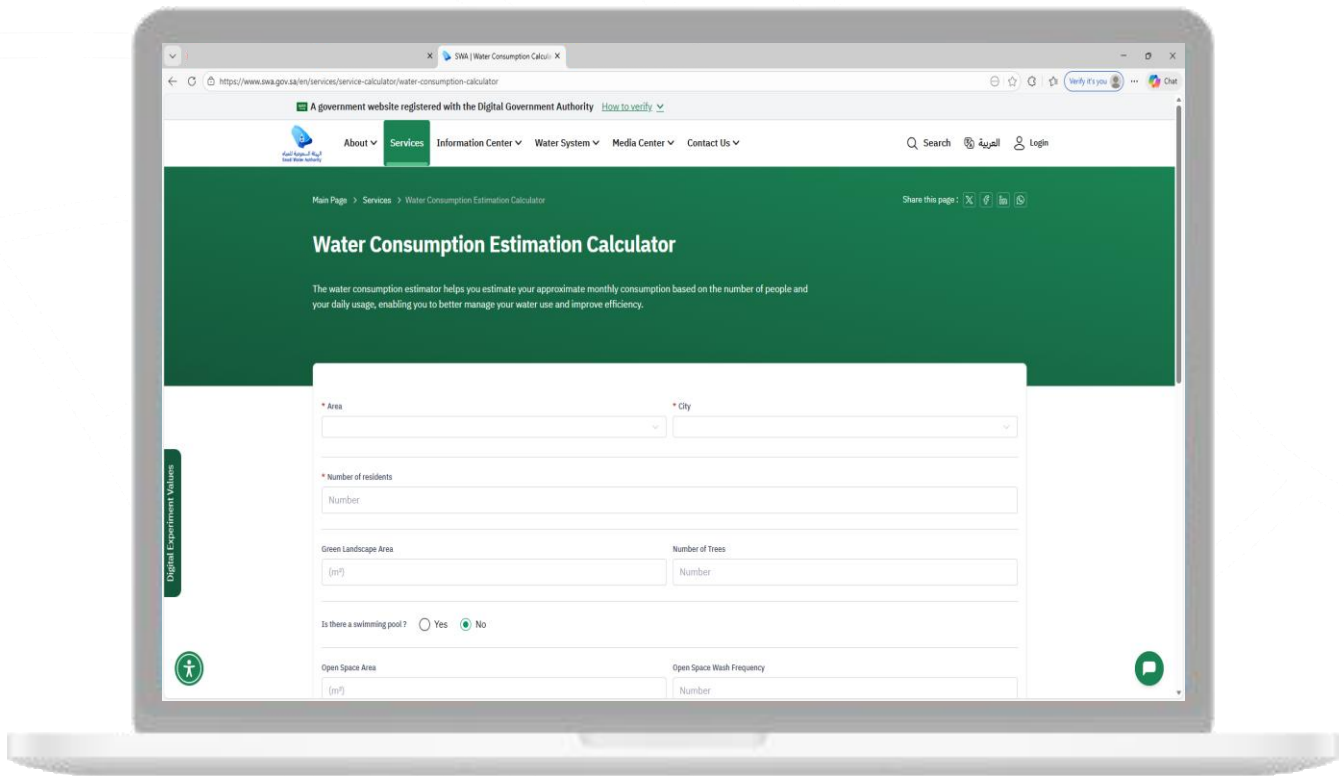 SWA | Water Consumption Calcul
https://www.swa.gov.sa/en/services/service-calculator/water-consumption-calculator
Verify it's you
Chat
A government website registered with the Digital Government Authority How to verify
الهيئة السعودية للمياه
Saudi Water Authority
About Services Information Center Water System Media Center Contact Us
Search العربية Login
Main Page > Services > Water Consumption Estimation Calculator
Share this page :
Water Consumption Estimation Calculator
The water consumption estimator helps you estimate your approximate monthly consumption based on the number of people and
your daily usage, enabling you to better manage your water use and improve efficiency.
* Area
* City
* Number of residents
Number
Green Landscape Area
Number of Trees
(m²)
Number
Is there a swimming pool ? Yes No
Open Space Area
Open Space Wash Frequency
(m²)
Number
Digital Experiment Values